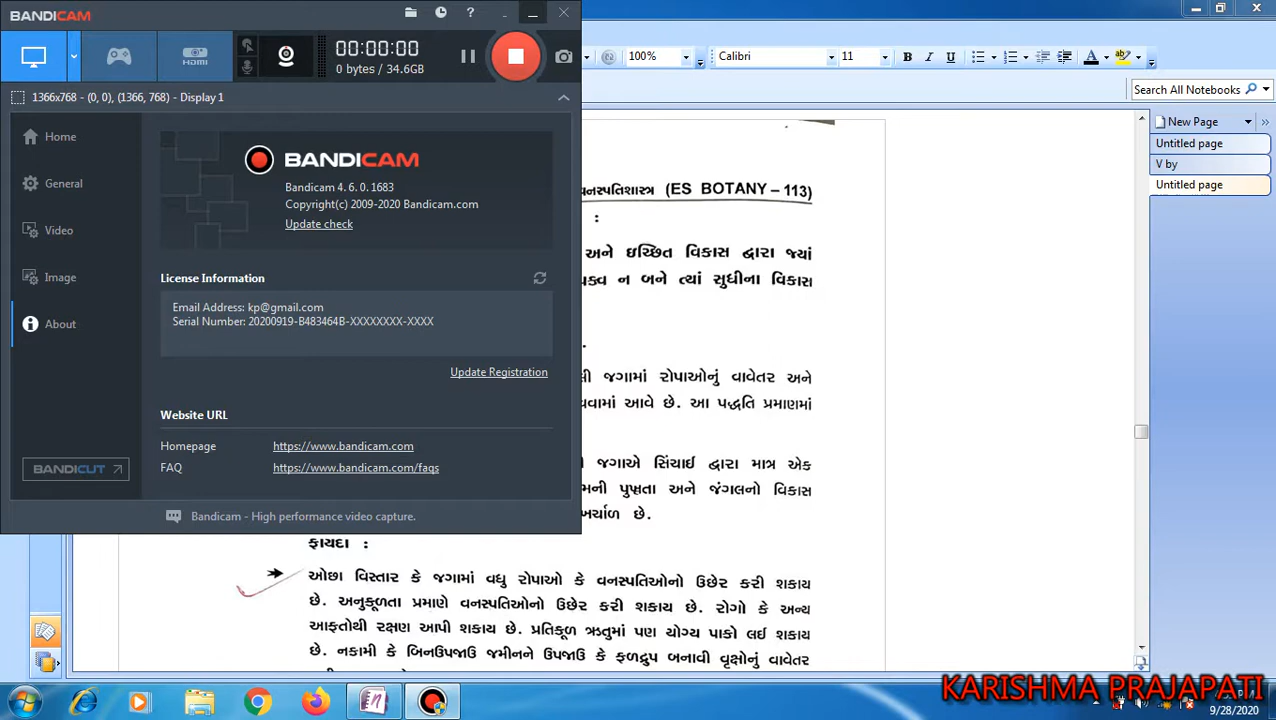 BANDICAM
00:00:00
0 bytes / 34.6GB
HDMI
1366x768 - (0, 0), (1366, 768) - Display 1
Home
General
Video
Image
About
BANDICAM
Bandicam 4. 6. 0. 1683
Copyright(c) 2009-2020 Bandicam.com
Update check
License Information
Email Address: kp@gmail.com
Serial Number: 20200919-B483464B-XXXXXXXX-XXXX
Update Registration
Website URL
Homepage https://www.bandicam.com
FAQ https://www.bandicam.com/faqs
BANDICUT
Bandicam - High performance video capture.
100% Calibri 11 B I U A ab
Search All Notebooks
New Page
Untitled page
V by
Untitled page
વનસ્પતિશાસ્ત્ર (ES BOTANY – 113)
:
અને ઇચ્છિત વિકાસ દ્વારા જ્યાં
ન બને ત્યાં સુધીના વિકાસ
જગામાં રોપાઓનું વાવેતર અને
આવે છે. આ પદ્ધતિ પ્રમાણમાં
જગાએ સિંચાઈ દ્વારા માત્ર એક
પુષ્તતા અને જંગલનો વિકાસ
ખર્ચાળ છે.
ફાયદા :
ઓછા વિસ્તાર કે જગામાં વધુ રોપાઓ કે વનસ્પતિઓનો ઉછેર કરી શકાય
છે. અનુકૂળતા પ્રમાણે વનસ્પતિઓનો ઉછેર કરી શકાય છે. રોગો કે અન્ય
આફતોથી રક્ષણ આપી શકાય છે. પ્રતિકૂળ ઋતુમાં પણ યોગ્ય પાકો લઈ શકાય
છે. નકામી કે બિનઉપજાઉ જમીનને ઉપજાઉ કે ફળદ્રુપ બનાવી વૃક્ષોનું વાવેતર
KARISHMA PRAJAPATI
9/28/2020